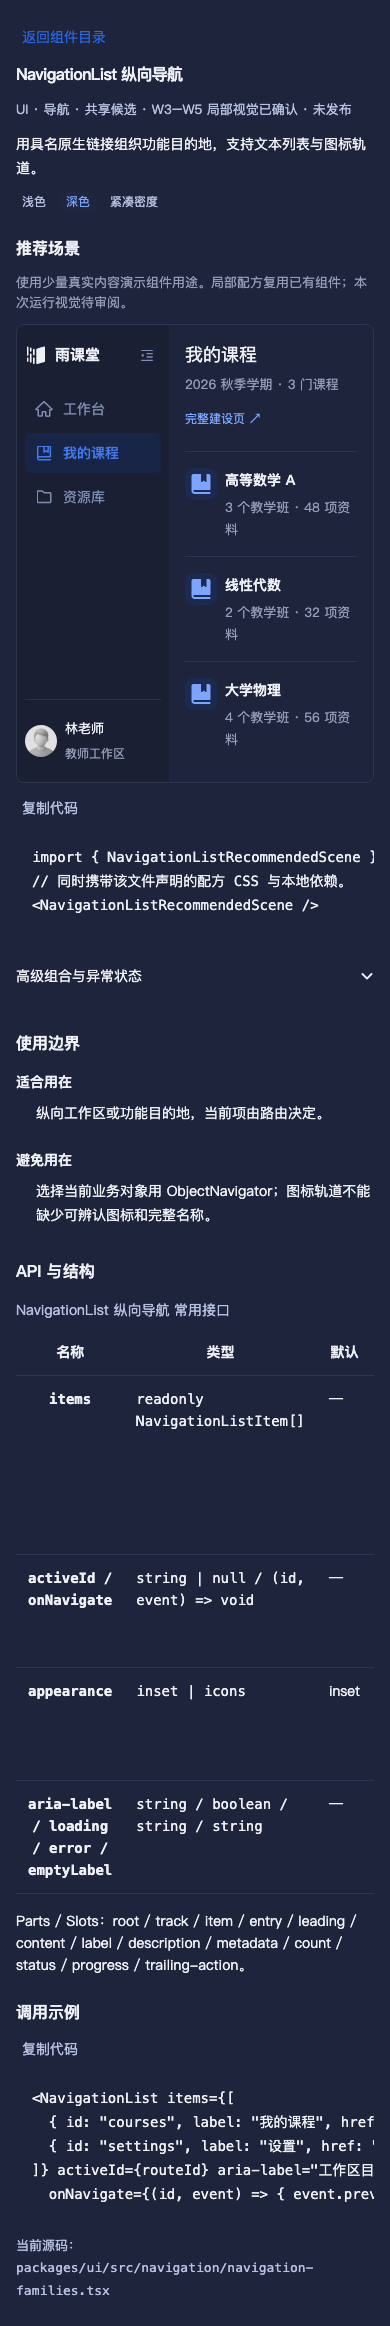 返回组件目录
NavigationList 纵向导航
UI · 导航 · 共享候选 · W3—W5 局部视觉已确认 · 未发布
用具名原生链接组织功能目的地，支持文本列表与图标轨
道。
浅色 深色 紧凑密度
推荐场景
使用少量真实内容演示组件用途。局部配方复用已有组件；本
次运行视觉待审阅。
雨课堂
工作台
我的课程
资源库
林老师
教师工作区
我的课程
2026 秋季学期 · 3 门课程
完整建设页 ↗
高等数学 A
3 个教学班 · 48 项资
料
线性代数
2 个教学班 · 32 项资
料
大学物理
4 个教学班 · 56 项资
料
复制代码
import { NavigationListRecommendedScene }
// 同时携带该文件声明的配方 CSS 与本地依赖。
<NavigationListRecommendedScene />
高级组合与异常状态
使用边界
适合用在
纵向工作区或功能目的地，当前项由路由决定。
避免用在
选择当前业务对象用 ObjectNavigator；图标轨道不能
缺少可辨认图标和完整名称。
API 与结构
NavigationList 纵向导航 常用接口
名称 类型 默认
items readonly —
NavigationListItem[]
activeId / string | null / (id, —
onNavigate event) => void
appearance inset | icons inset
aria-label string / boolean / —
/ loading string / string
/ error /
emptyLabel
Parts / Slots：root / track / item / entry / leading /
content / label / description / metadata / count /
status / progress / trailing-action。
调用示例
复制代码
<NavigationList items={[
{ id: "courses", label: "我的课程", href
{ id: "settings", label: "设置", href: "
]} activeId={routeId} aria-label="工作区目
onNavigate={(id, event) => { event.prev
当前源码：
packages/ui/src/navigation/navigation-
families.tsx